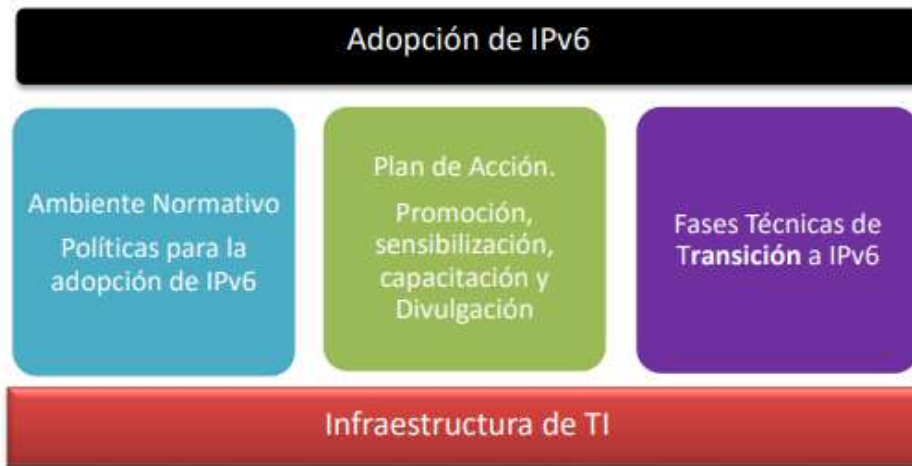 Adopción de IPv6
Ambiente Normativo
Políticas para la
adopción de IPv6
Plan de Acción.
Promoción,
sensibilización,
capacitación y
Divulgación
Fases Técnicas de
Transición a IPv6
Infraestructura de TI